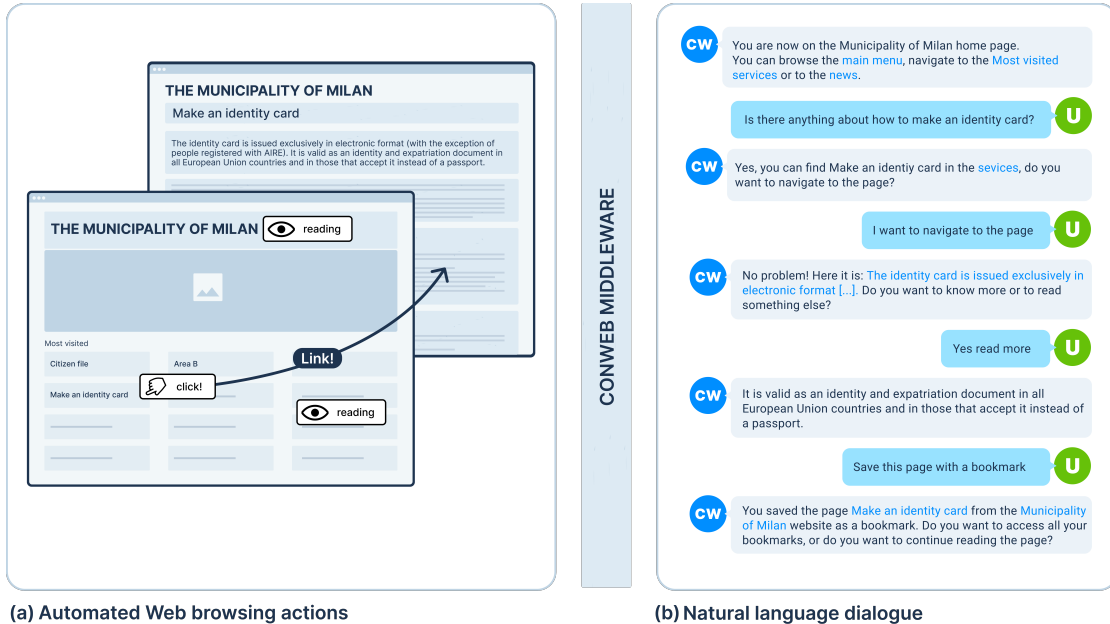 THE MUNICIPALITY OF MILAN
Make an identity card
The identity card is issued exclusively in electronic format (with the exception of
people registered with AIRE). It is valid as an identity and expatriation document in
all European Union countries and in those that accept it instead of a passport.
THE MUNICIPALITY OF MILAN
reading
Most visited
Citizen file
Area B
Link!
click!
Make an identity card
reading
(a) Automated Web browsing actions
CONWEB MIDDLEWARE
CW
You are now on the Municipality of Milan home page.
You can browse the main menu, navigate to the Most visited
services or to the news.
Is there anything about how to make an identity card?
U
CW
Yes, you can find Make an identiy card in the sevices, do you
want to navigate to the page?
I want to navigate to the page
U
CW
No problem! Here it is: The identity card is issued exclusively in
electronic format [...]. Do you want to know more or to read
something else?
Yes read more
U
CW
It is valid as an identity and expatriation document in all
European Union countries and in those that accept it instead of
a passport.
Save this page with a bookmark
U
CW
You saved the page Make an identity card from the Municipality
of Milan website as a bookmark. Do you want to access all your
bookmarks, or do you want to continue reading the page?
(b) Natural language dialogue